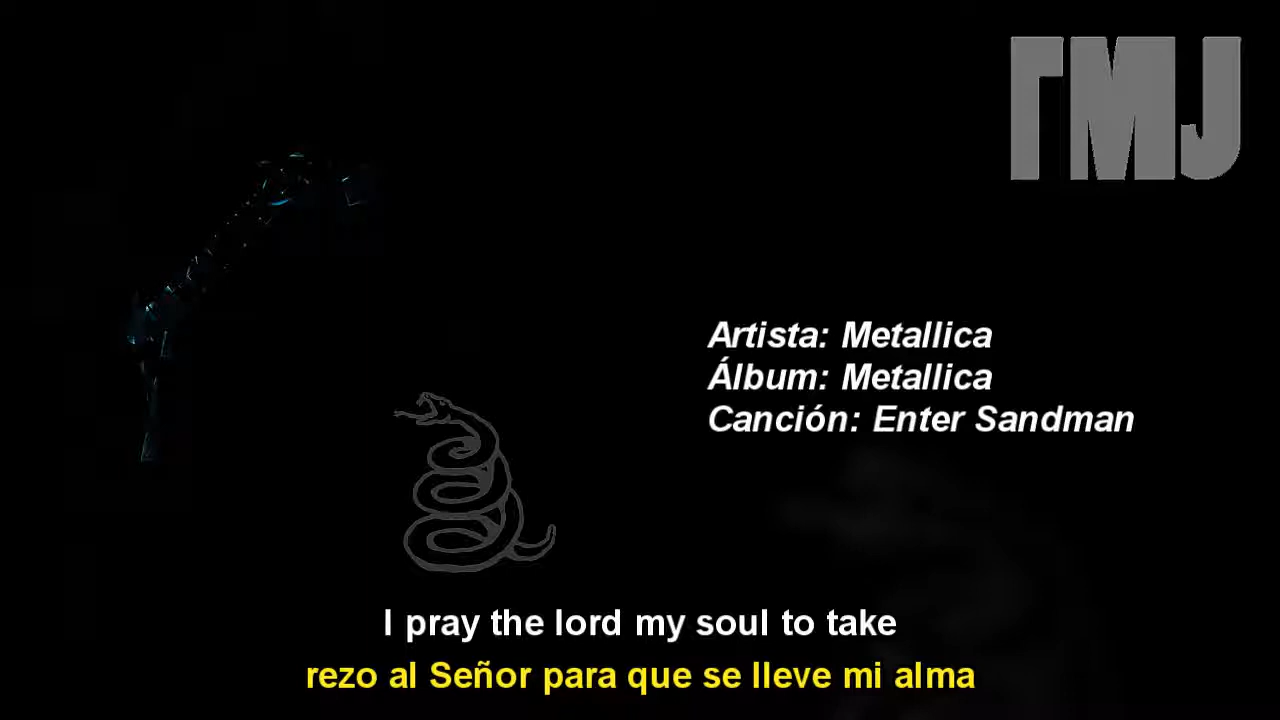 TMJ
Artista: Metallica
Álbum: Metallica
Canción: Enter Sandman
I pray the lord my soul to take
rezo al Señor para que se lleve mi alma